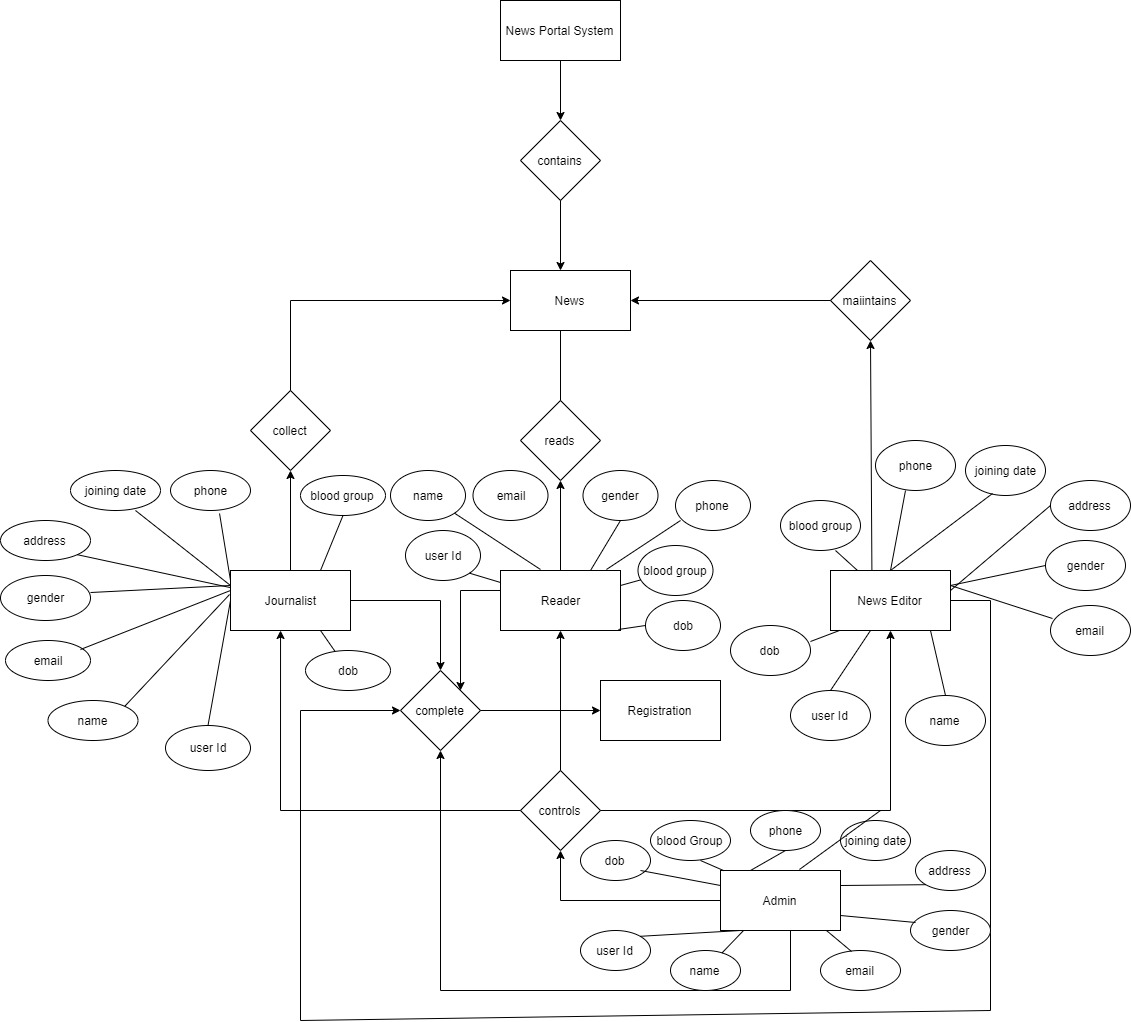 News Portal System
contains
News
maiintains
collect
reads
joining date
phone
blood group
name
email
gender
phone
phone
joining date
address
blood group
address
user Id
blood group
gender
gender
Journalist
Reader
News Editor
dob
email
email
dob
dob
name
user Id
complete
Registration
user Id
name
controls
dob
blood Group
phone
joining date
address
Admin
gender
user Id
name
email